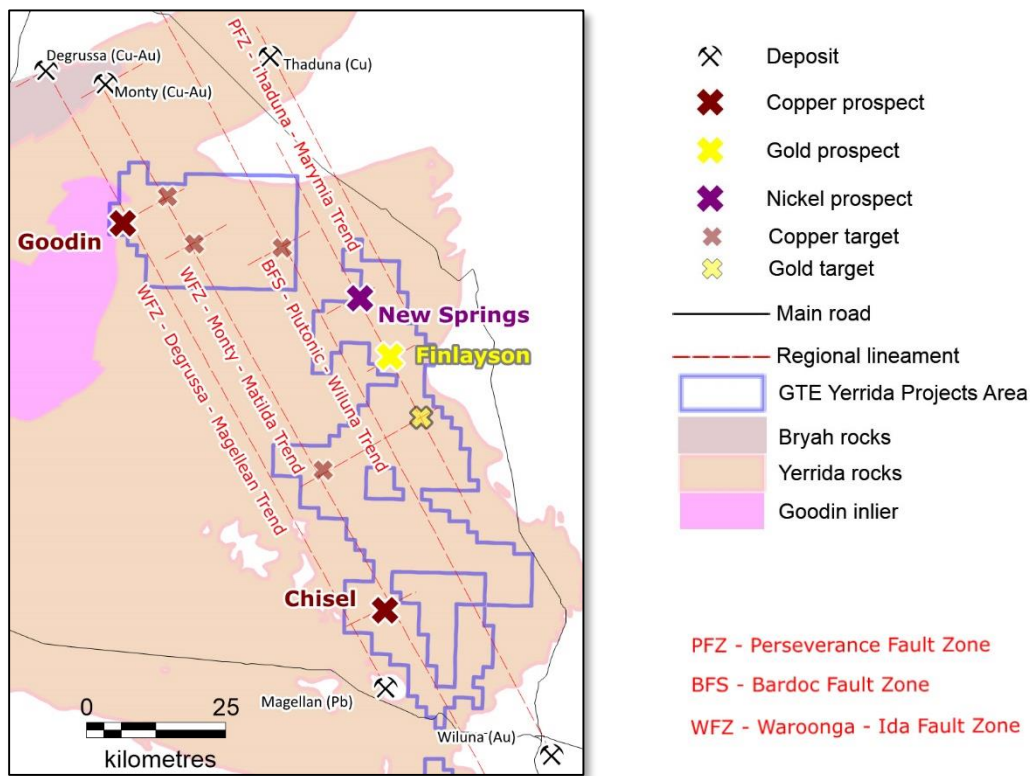 Degrussa (Cu-Au)
Monty (Cu-Au)
Thaduna (Cu)
PFZ - Thaduna - Marymia Trend
Goodin
WFZ - Degrussa - Magellean Trend
WFZ - Monty - Matilda Trend
BFS - Plutonic - Wiluna Trend
New Springs
Finlayson
Chisel
Magellan (Pb)
Wiluna (Au)
0 25
kilometres
Deposit
Copper prospect
Gold prospect
Nickel prospect
Copper target
Gold target
Main road
Regional lineament
GTE Yerrida Projects Area
Bryah rocks
Yerrida rocks
Goodin inlier
PFZ - Perseverance Fault Zone
BFS - Bardoc Fault Zone
WFZ - Waroonga - Ida Fault Zone